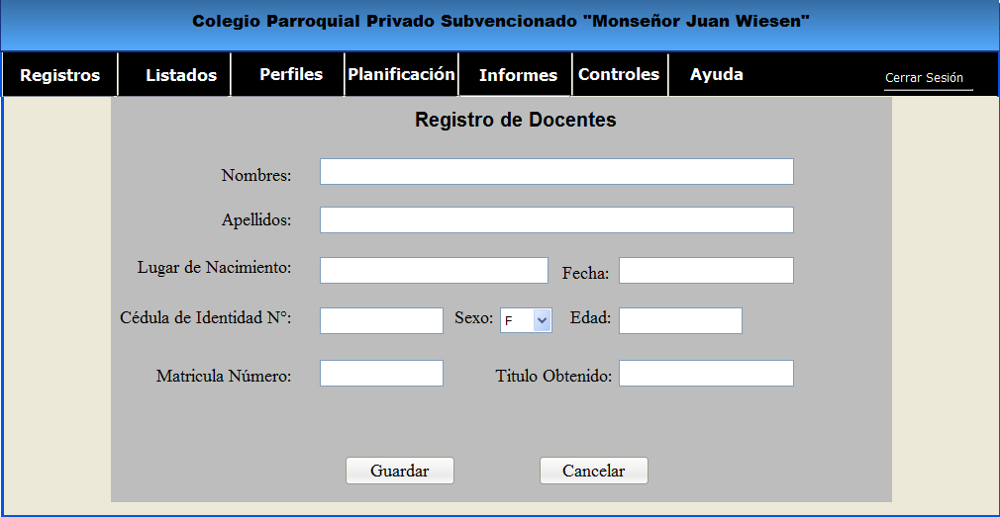 Colegio Parroquial Privado Subvencionado "Monseñor Juan Wiesen"
Registros Listados Perfiles Planificación Informes Controles Ayuda Cerrar Sesión
Registro de Docentes
Nombres:
Apellidos:
Lugar de Nacimiento: Fecha:
Cédula de Identidad N°: Sexo: F Edad:
Matricula Número: Titulo Obtenido:
Guardar Cancelar